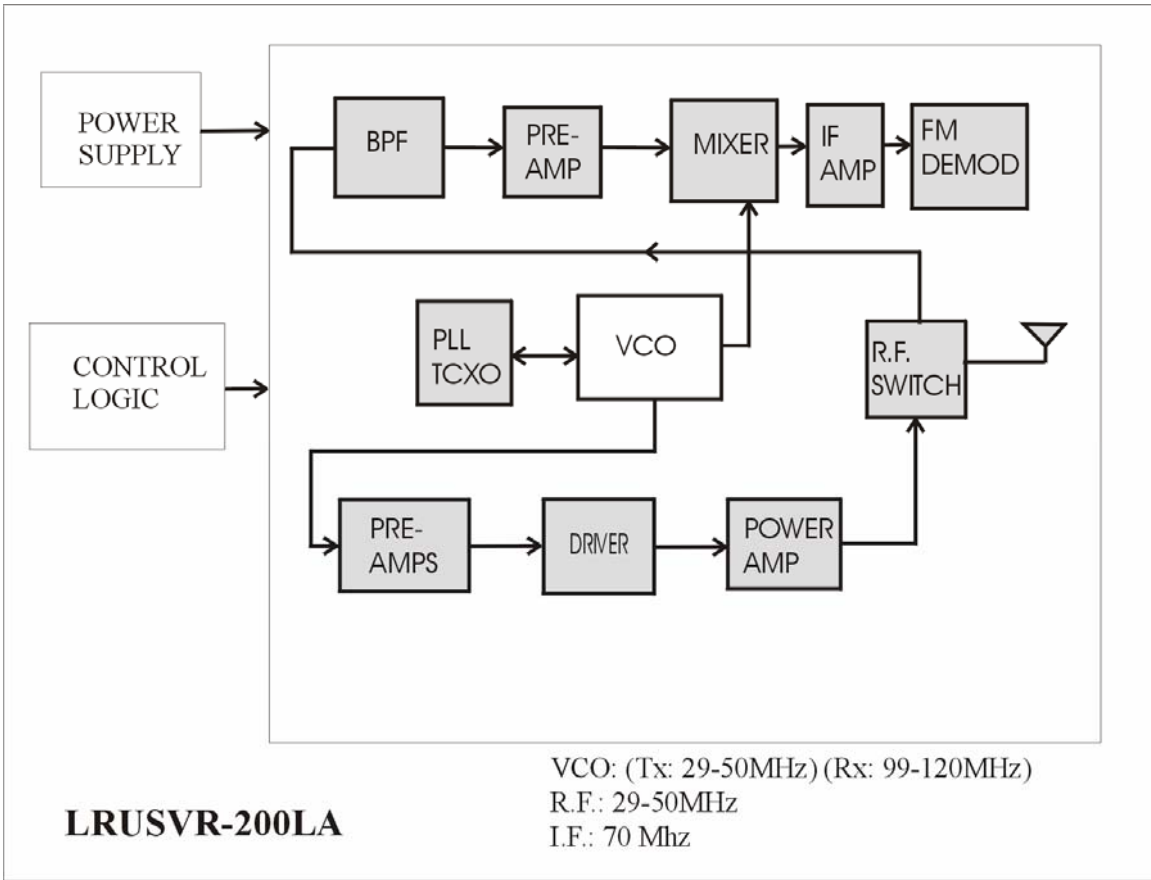 POWER
SUPPLY
BPF
PRE-
AMP
MIXER
IF
AMP
FM
DEMOD
CONTROL
LOGIC
PLL
TCXO
VCO
R.F.
SWITCH
PRE-
AMPS
DRIVER
POWER
AMP
VCO: (Tx: 29-50MHz) (Rx: 99-120MHz)
R.F.: 29-50MHz
I.F.: 70 Mhz
LRUSVR-200LA